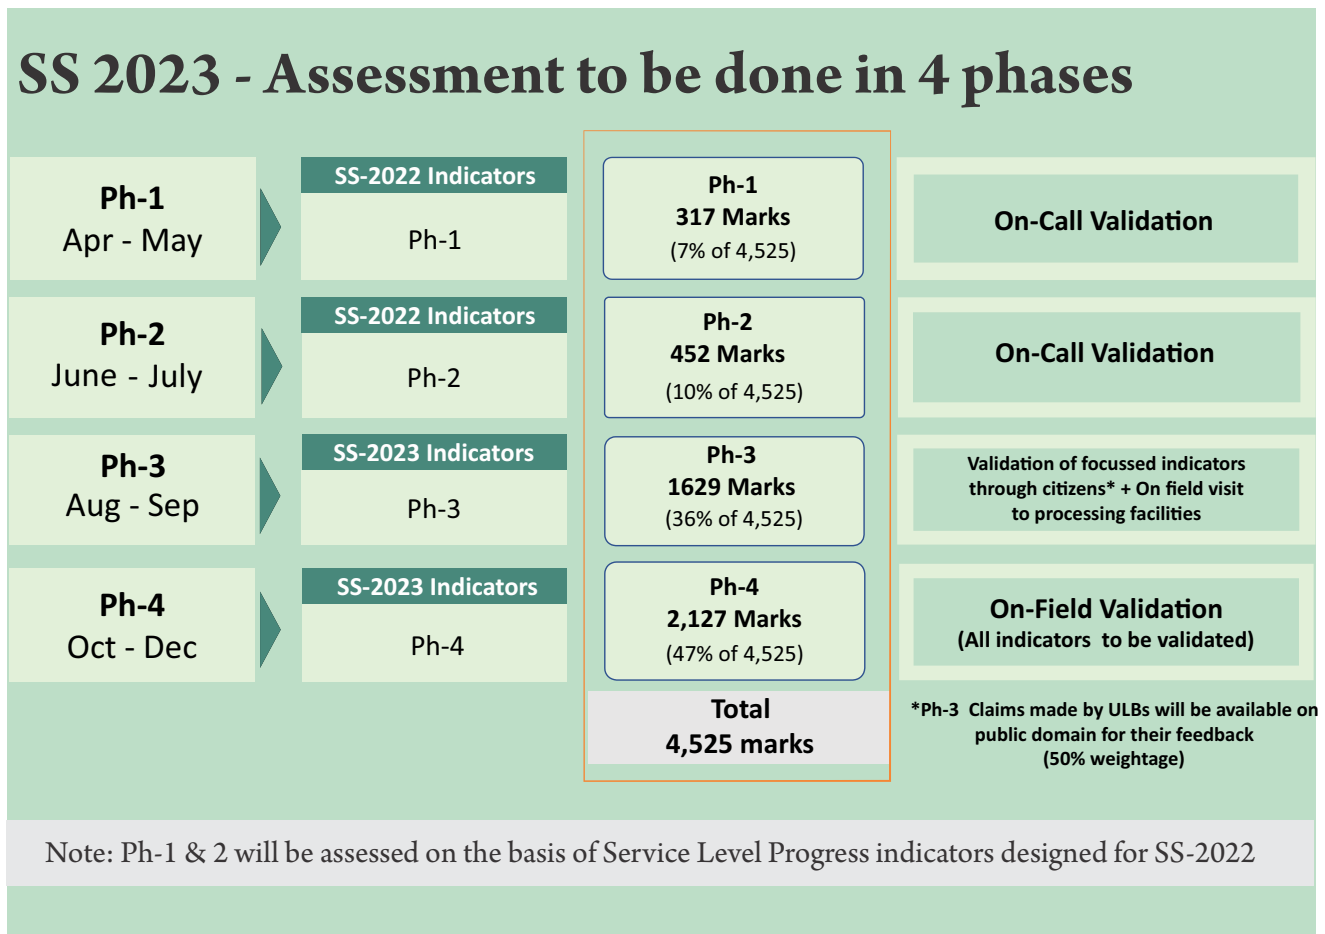 SS 2023 - Assessment to be done in 4 phases
Ph-1
Apr - May
SS-2022 Indicators
Ph-1
Ph-1
317 Marks
(7% of 4,525)
On-Call Validation
Ph-2
June - July
SS-2022 Indicators
Ph-2
Ph-2
452 Marks
(10% of 4,525)
On-Call Validation
Ph-3
Aug - Sep
SS-2023 Indicators
Ph-3
Ph-3
1629 Marks
(36% of 4,525)
Validation of focussed indicators
through citizens* + On field visit
to processing facilities
Ph-4
Oct - Dec
SS-2023 Indicators
Ph-4
Ph-4
2,127 Marks
(47% of 4,525)
On-Field Validation
(All indicators to be validated)
Total
4,525 marks
*Ph-3 Claims made by ULBs will be available on
public domain for their feedback
(50% weightage)
Note: Ph-1 & 2 will be assessed on the basis of Service Level Progress indicators designed for SS-2022